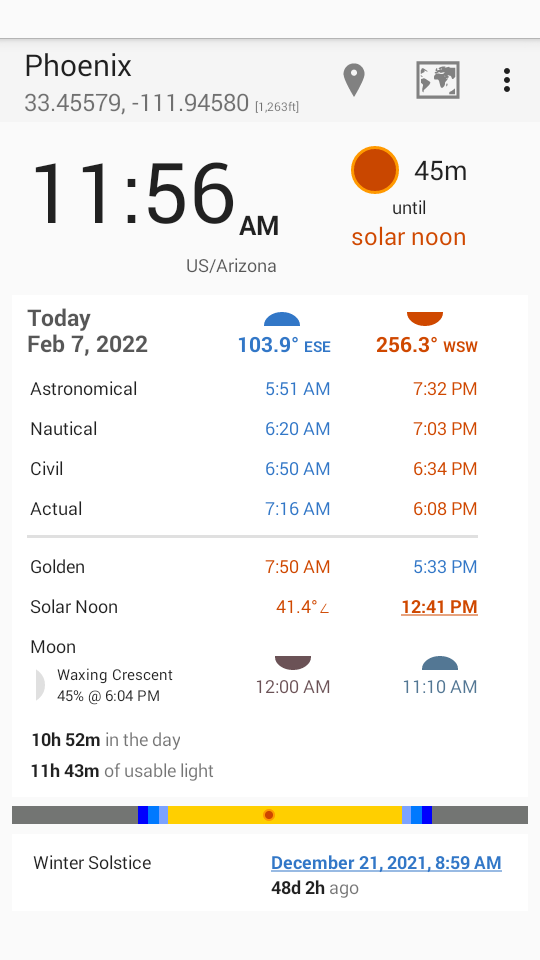 Phoenix
33.45579, -111.94580 [1,263ft]
11:56 AM
45m
until
solar noon
US/Arizona
Today
Feb 7, 2022 103.9° ESE 256.3° WSW
Astronomical 5:51 AM 7:32 PM
Nautical 6:20 AM 7:03 PM
Civil 6:50 AM 6:34 PM
Actual 7:16 AM 6:08 PM
Golden 7:50 AM 5:33 PM
Solar Noon 41.4°∠ 12:41 PM
Moon
Waxing Crescent
45% @ 6:04 PM 12:00 AM 11:10 AM
10h 52m in the day
11h 43m of usable light
Winter Solstice December 21, 2021, 8:59 AM
48d 2h ago